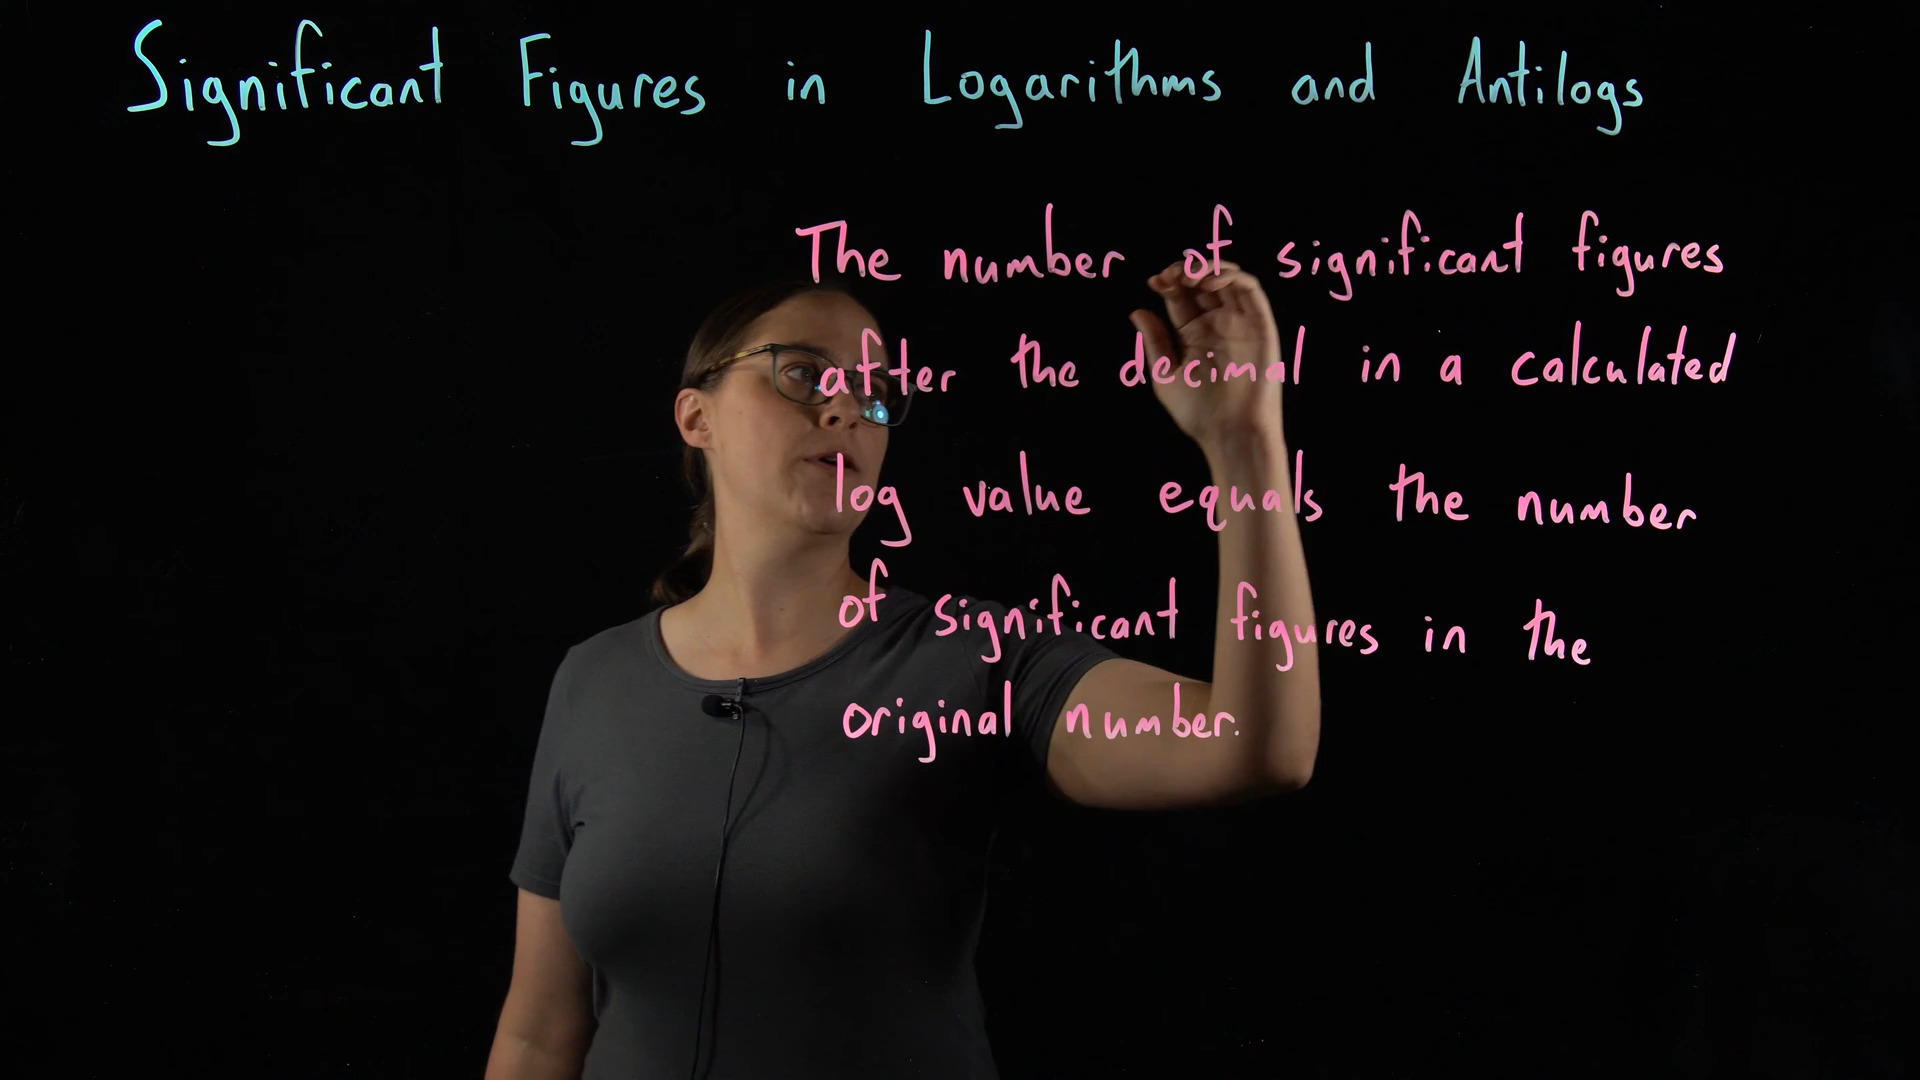 Significant Figures in Logarithms and Antilogs
The number of significant figures
after the decimal in a calculated
log value equals the number
of significant figures in the
original number.